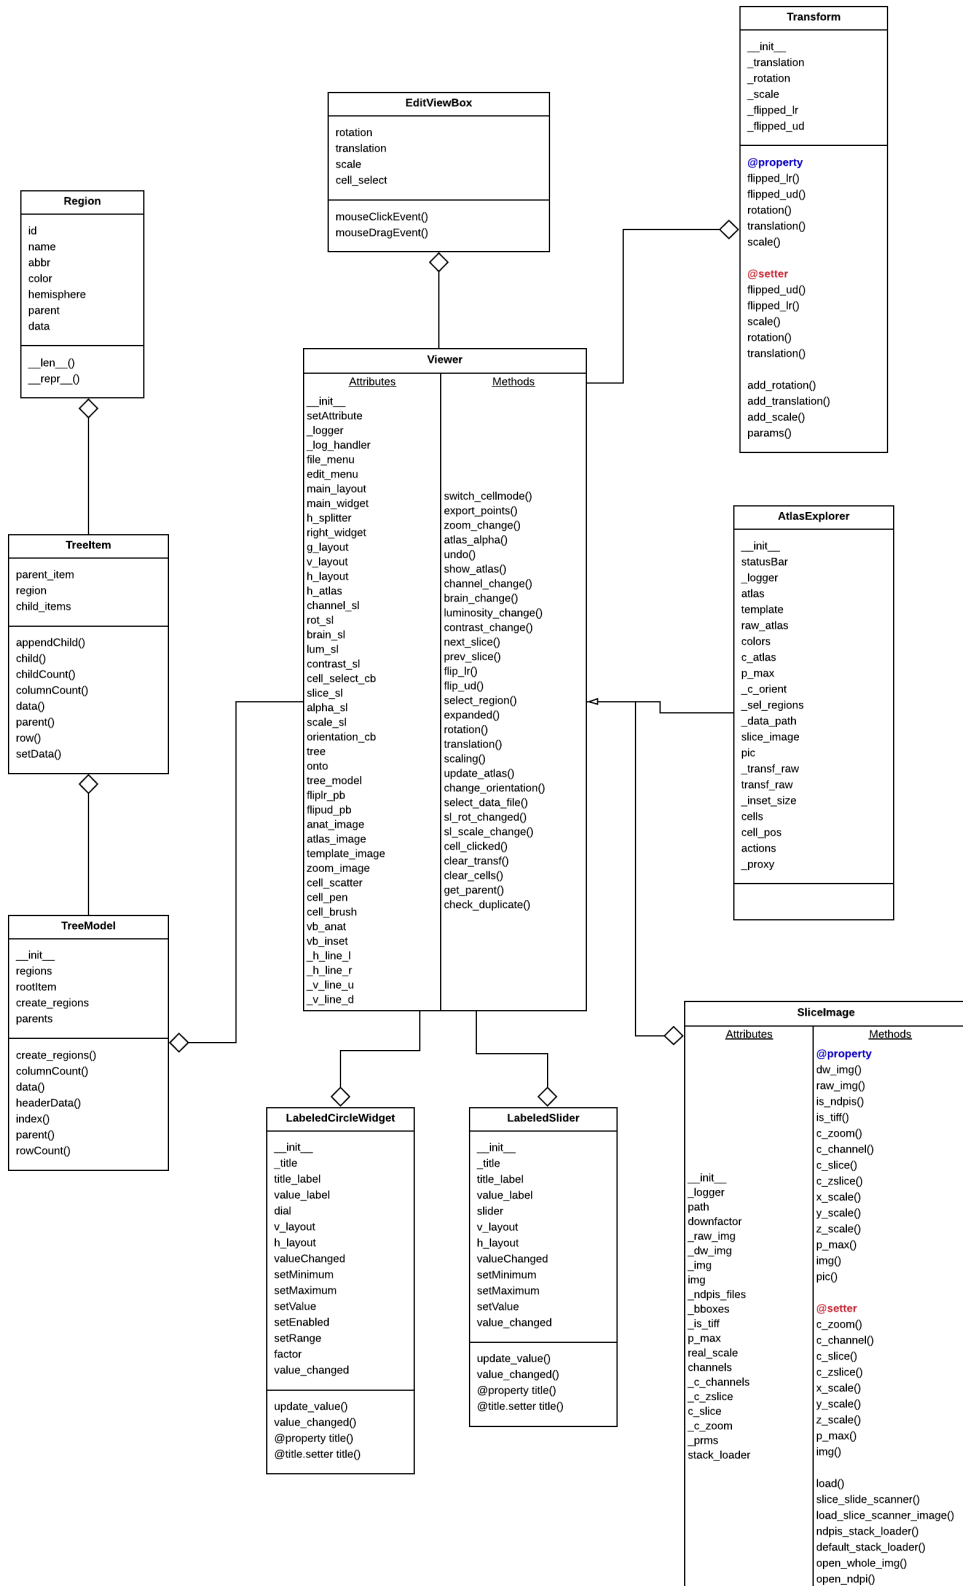 Transform
__init__
_translation
_rotation
_scale
_flipped_lr
_flipped_ud
@property
flipped_lr()
flipped_ud()
rotation()
translation()
scale()
@setter
flipped_ud()
flipped_lr()
scale()
rotation()
translation()
add_rotation()
add_translation()
add_scale()
params()
EditViewBox
rotation
translation
scale
cell_select
mouseClickEvent()
mouseDragEvent()
Region
id
name
abbr
color
hemisphere
parent
data
__len__()
__repr__()
Viewer
Attributes
__init__
setAttribute
_logger
_log_handler
file_menu
edit_menu
main_layout
main_widget
h_splitter
right_widget
g_layout
v_layout
h_layout
h_atlas
channel_sl
rot_sl
brain_sl
lum_sl
contrast_sl
cell_select_cb
slice_sl
alpha_sl
scale_sl
orientation_cb
tree
onto
tree_model
fliplr_pb
flipud_pb
anat_image
atlas_image
template_image
zoom_image
cell_scatter
cell_pen
cell_brush
vb_anat
vb_inset
_h_line_l
_h_line_r
_v_line_u
_v_line_d
Methods
switch_cellmode()
export_points()
zoom_change()
atlas_alpha()
undo()
show_atlas()
channel_change()
brain_change()
luminosity_change()
contrast_change()
next_slice()
prev_slice()
flip_lr()
flip_ud()
select_region()
expanded()
rotation()
translation()
scaling()
update_atlas()
change_orientation()
select_data_file()
sl_rot_changed()
sl_scale_change()
cell_clicked()
clear_transf()
clear_cells()
get_parent()
check_duplicate()
AtlasExplorer
__init__
statusBar
_logger
atlas
template
raw_atlas
colors
c_atlas
p_max
_c_orient
_sel_regions
_data_path
slice_image
pic
_transf_raw
transf_raw
_inset_size
cells
cell_pos
actions
_proxy
TreeItem
parent_item
region
child_items
appendChild()
child()
childCount()
columnCount()
data()
parent()
row()
setData()
TreeModel
__init__
regions
rootItem
create_regions
parents
create_regions()
columnCount()
data()
headerData()
index()
parent()
rowCount()
LabeledCircleWidget
__init__
_title
title_label
value_label
dial
v_layout
h_layout
valueChanged
setMinimum
setMaximum
setValue
setEnabled
setRange
factor
value_changed
update_value()
value_changed()
@property title()
@title.setter title()
LabeledSlider
__init__
_title
title_label
value_label
slider
v_layout
h_layout
valueChanged
setMinimum
setMaximum
setValue
value_changed
update_value()
value_changed()
@property title()
@title.setter title()
SliceImage
Attributes
__init__
_logger
path
downfactor
_raw_img
_dw_img
_img
img
_ndpis_files
_bboxes
_is_tiff
p_max
real_scale
channels
_c_channels
_c_zslice
c_slice
_c_zoom
_prms
stack_loader
Methods
@property
dw_img()
raw_img()
is_ndpis()
is_tiff()
c_zoom()
c_channel()
c_slice()
c_zslice()
x_scale()
y_scale()
z_scale()
p_max()
img()
pic()
@setter
c_zoom()
c_channel()
c_slice()
c_zslice()
x_scale()
y_scale()
z_scale()
p_max()
img()
load()
slice_slide_scanner()
load_slice_scanner_image()
ndpis_stack_loader()
default_stack_loader()
open_whole_img()
open_ndpi()